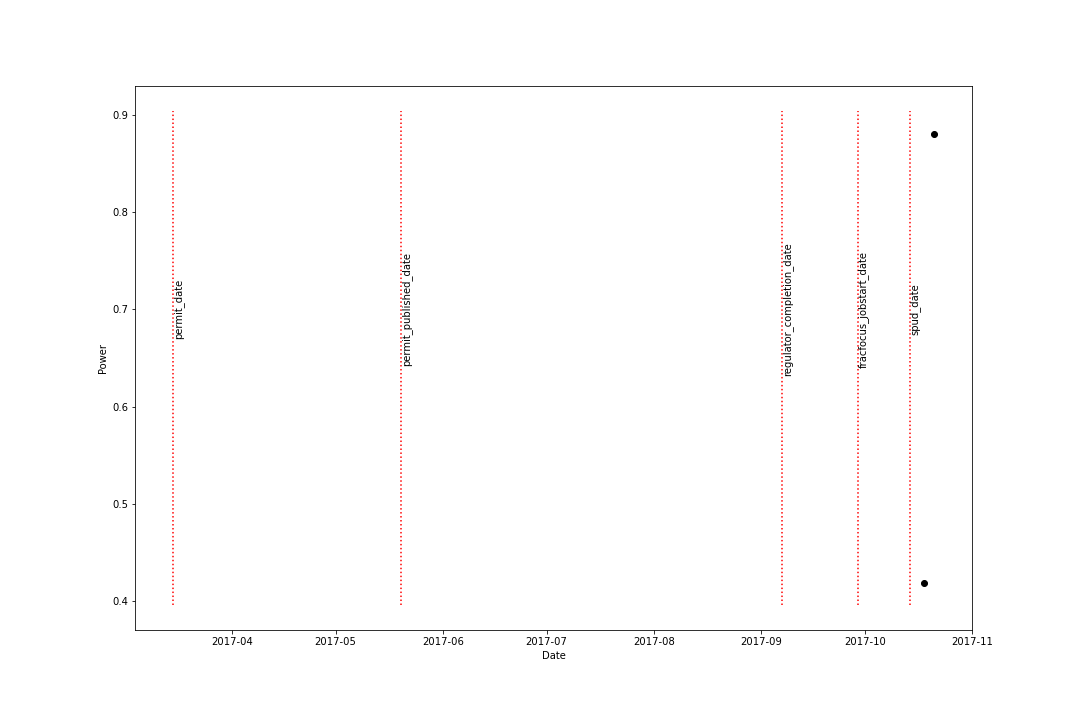 0.9
0.8
0.7
0.6
0.5
0.4
Power
permit_date
permit_published_date
regulator_completion_date
fracfocus_jobstart_date
spud_date
2017-04
2017-05
2017-06
2017-07
2017-08
2017-09
2017-10
2017-11
Date